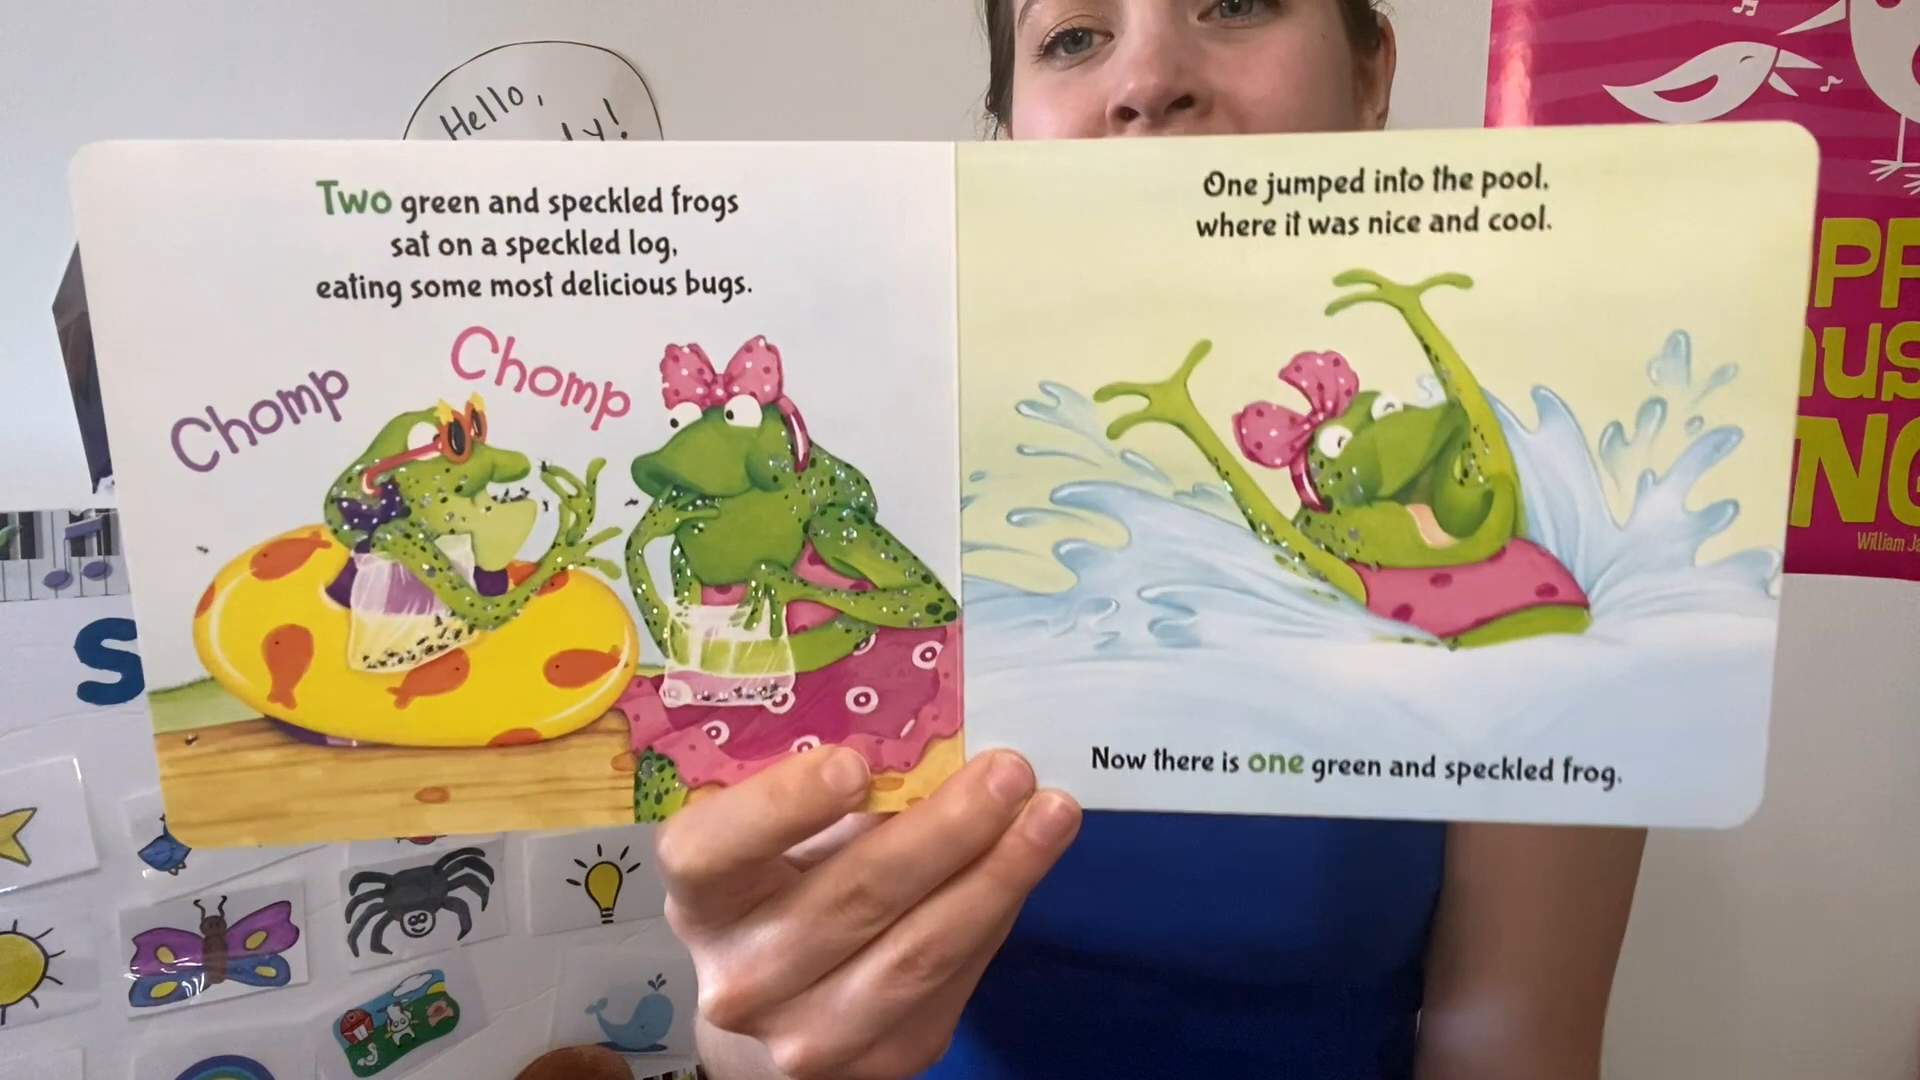 Hello,
Two green and speckled frogs
sat on a speckled log,
eating some most delicious bugs.
Chomp
Chomp
One jumped into the pool,
where it was nice and cool.
Now there is one green and speckled frog.